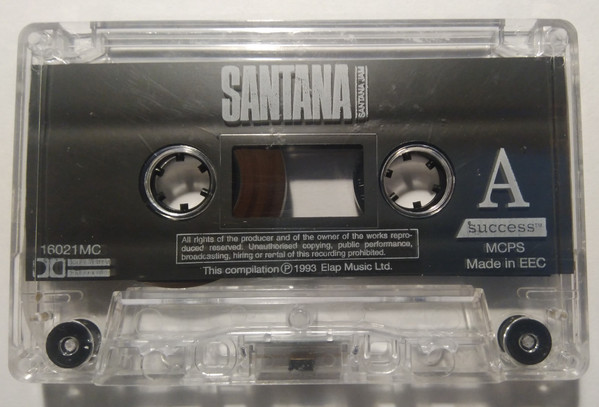 SANTANA
SANTANA JAM
A
success™
MCPS
Made in EEC
16021MC
All rights of the producer and of the owner of the works repro-
duced reserved. Unauthorised copying, public performance,
broadcasting, hiring or rental of this recording prohibited.
This compilation Ⓟ 1993 Elap Music Ltd.